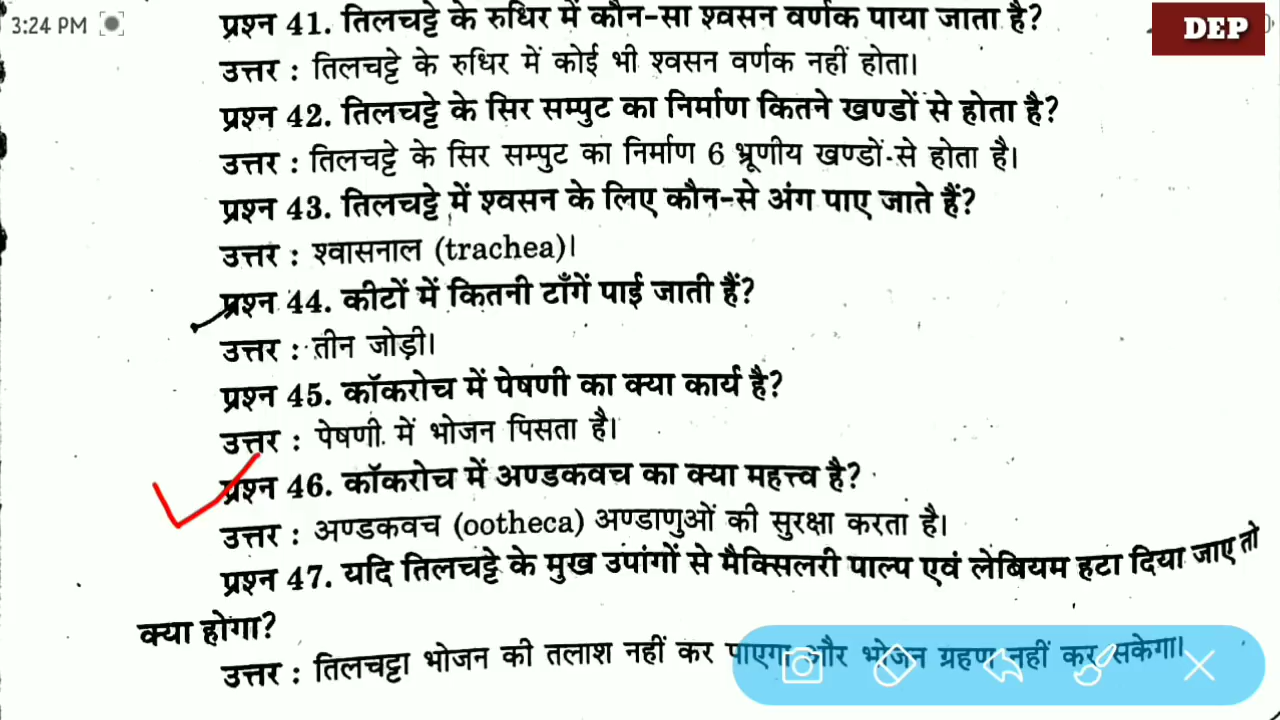 3:24 PM
DEP
प्रश्न 41. तिलचट्टे के रुधिर में कौन-सा श्वसन वर्णक पाया जाता है?
उत्तर : तिलचट्टे के रुधिर में कोई भी श्वसन वर्णक नहीं होता।
प्रश्न 42. तिलचट्टे के सिर सम्पुट का निर्माण कितने खण्डों से होता है?
उत्तर : तिलचट्टे के सिर सम्पुट का निर्माण 6 भ्रूणीय खण्डों से होता है।
प्रश्न 43. तिलचट्टे में श्वसन के लिए कौन-से अंग पाए जाते हैं?
उत्तर : श्वासनाल (trachea)।
प्रश्न 44. कीटों में कितनी टाँगें पाई जाती हैं?
उत्तर : तीन जोड़ी।
प्रश्न 45. कॉकरोच में पेषणी का क्या कार्य है?
उत्तर : पेषणी में भोजन पिसता है।
प्रश्न 46. कॉकरोच में अण्डकवच का क्या महत्त्व है?
उत्तर : अण्डकवच (ootheca) अण्डाणुओं की सुरक्षा करता है।
प्रश्न 47. यदि तिलचट्टे के मुख उपांगों से मैक्सिलरी पाल्प एवं लेबियम हटा दिया जाए तो
क्या होगा?
उत्तर : तिलचट्टा भोजन की तलाश नहीं कर पाएगा और भोजन ग्रहण नहीं कर सकेगा।